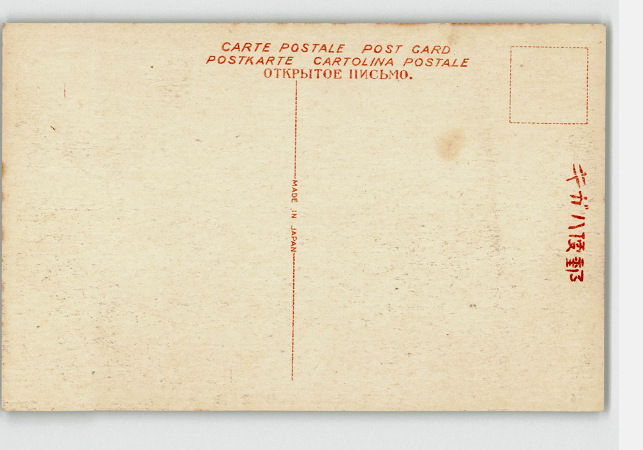 CARTE POSTALE POST CARD
POSTKARTE CARTOLINA POSTALE
ОТКРЫТОЕ ПИСЬМО.
MADE IN JAPAN
キガハ便郵